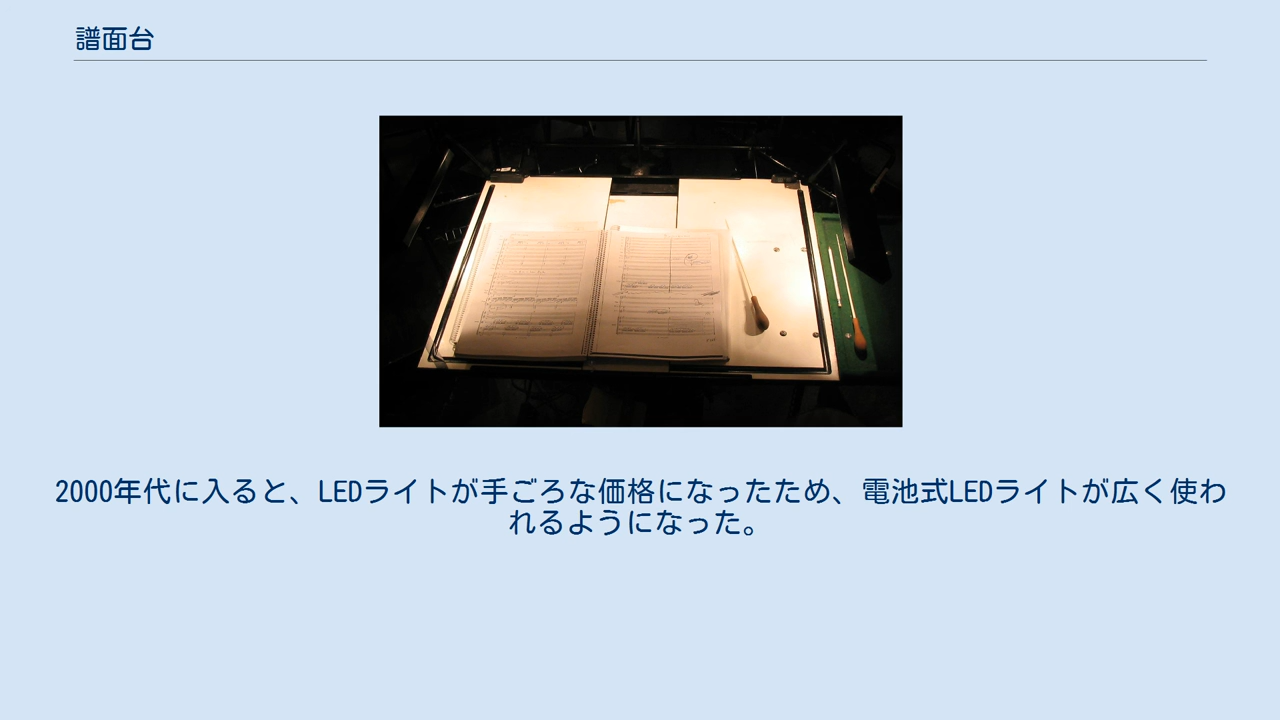 譜面台
2000年代に入ると、LEDライトが手ごろな価格になったため、電池式LEDライトが広く使わ
れるようになった。